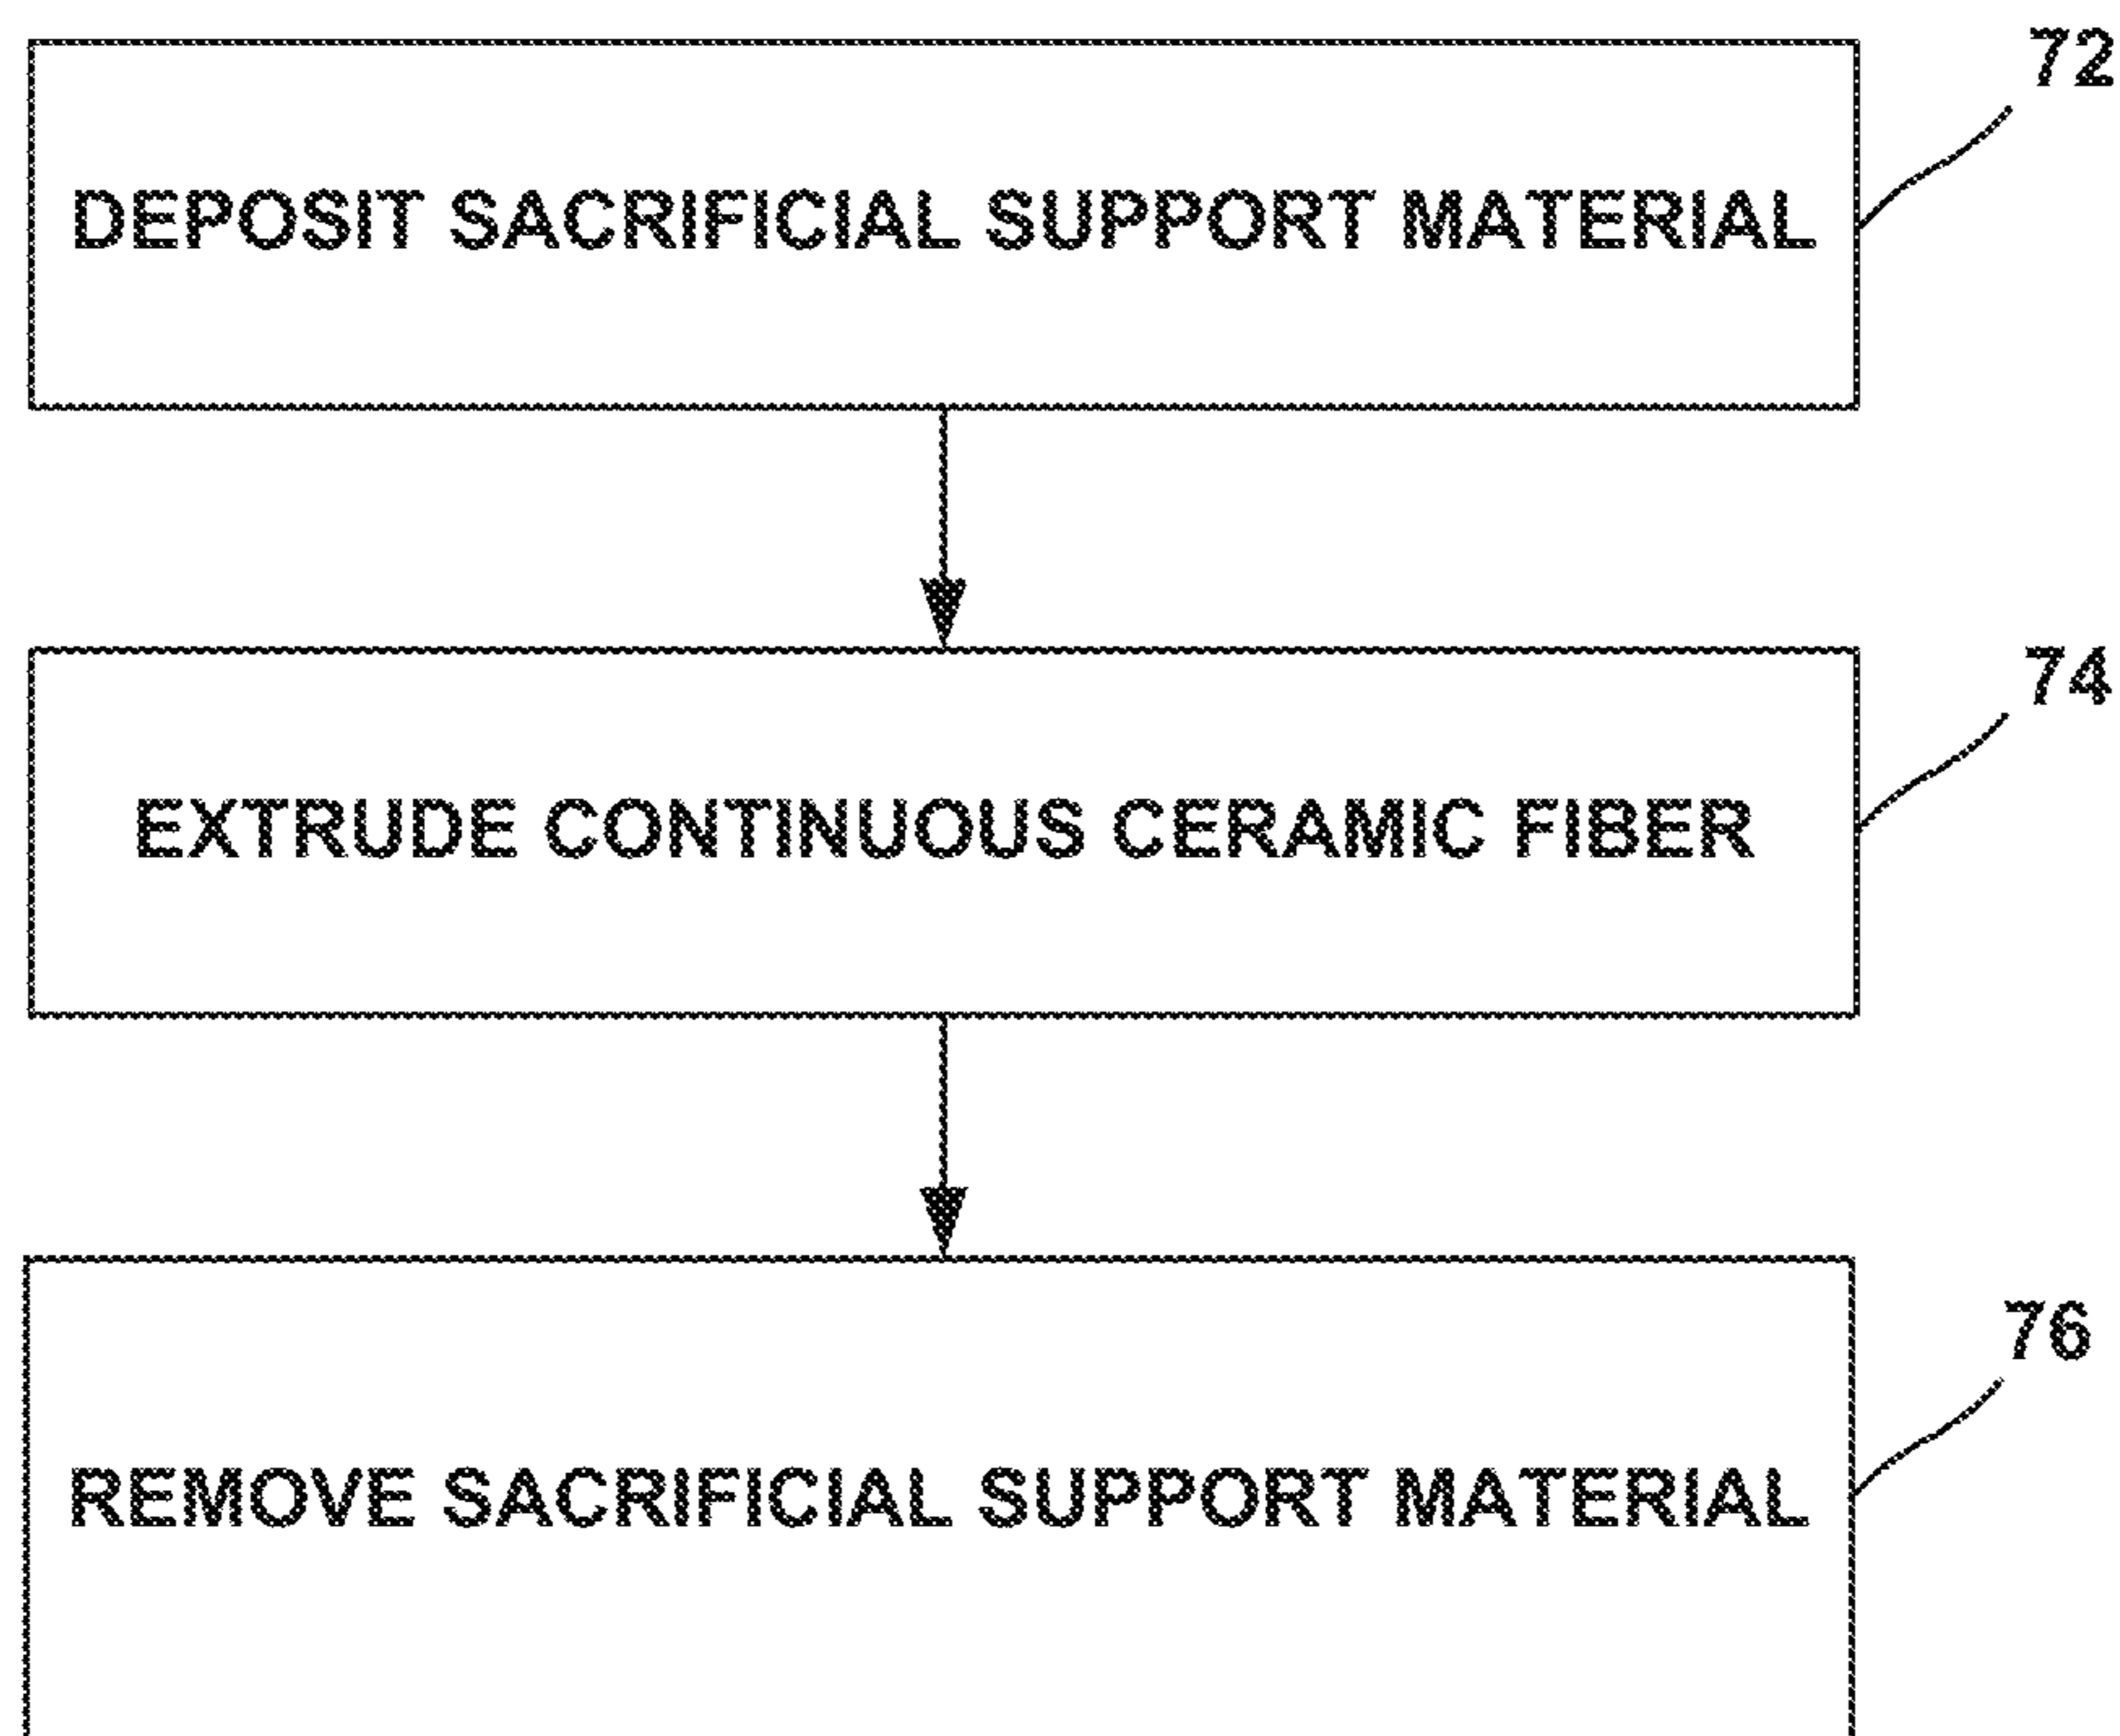 72
DEPOSIT SACRIFICIAL SUPPORT MATERIAL
74
EXTRUDE CONTINUOUS CERAMIC FIBER
76
REMOVE SACRIFICIAL SUPPORT MATERIAL